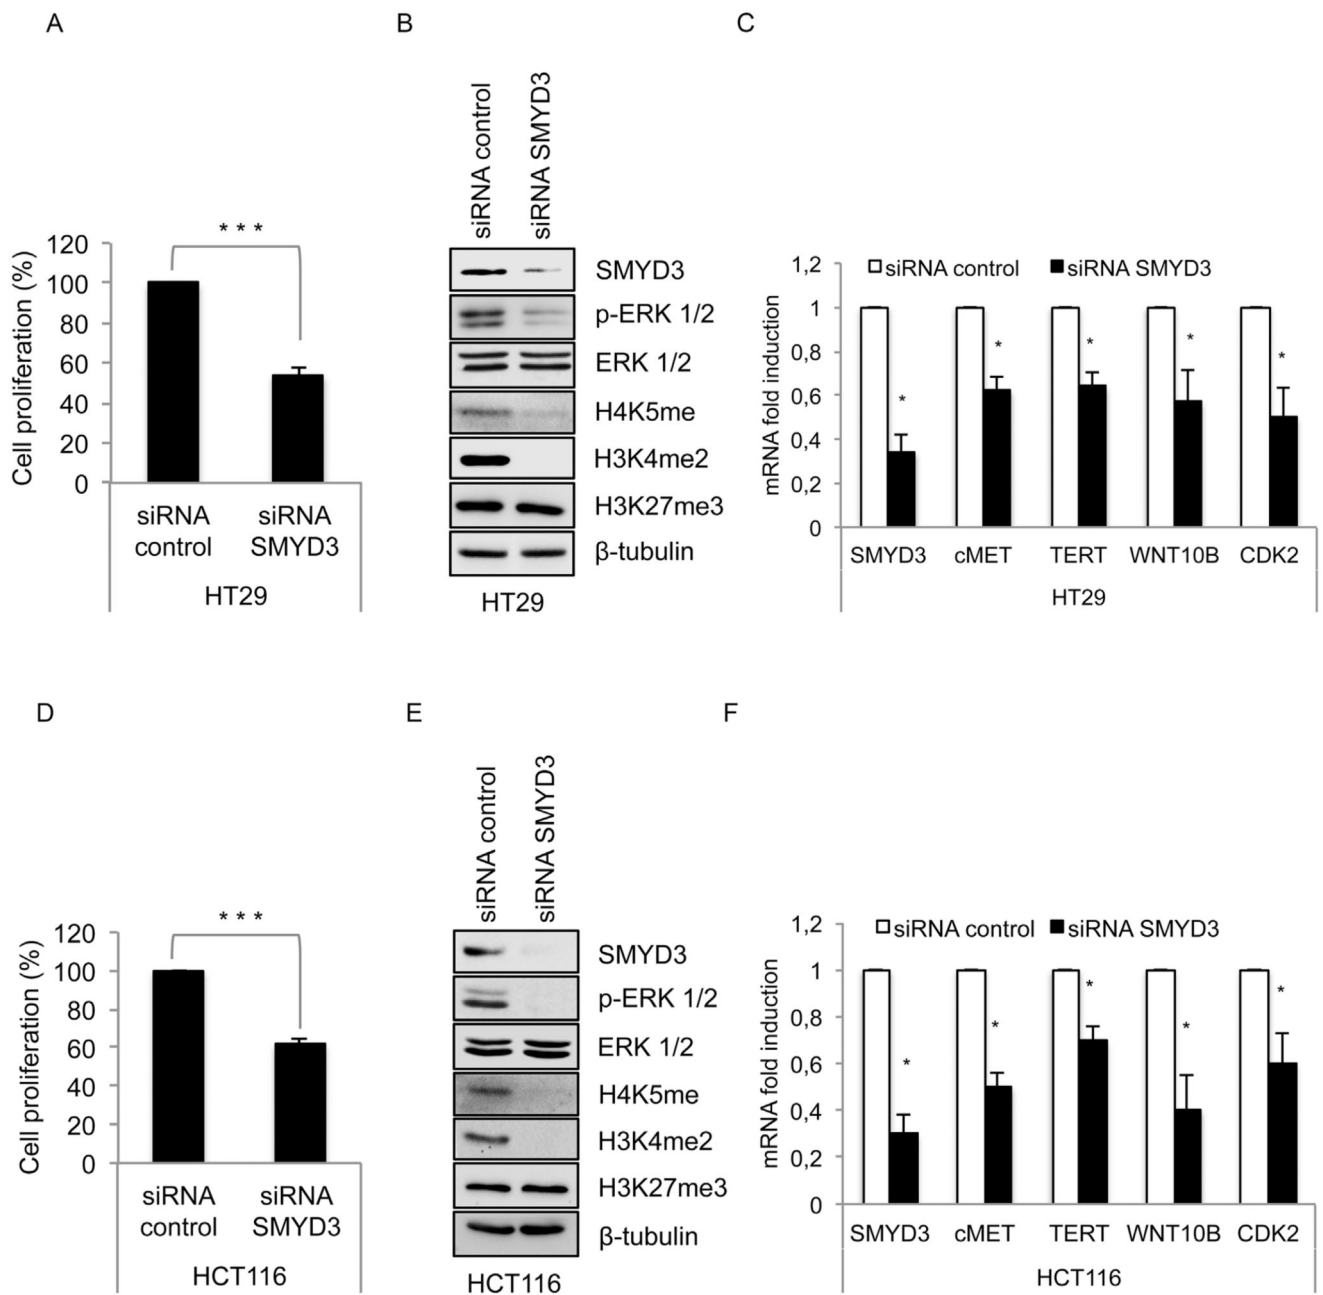 A
B
C
siRNA control
siRNA SMYD3
* * *
Cell proliferation (%)
120
100
80
60
40
20
0
siRNA control
siRNA SMYD3
HT29
SMYD3
p-ERK 1/2
ERK 1/2
H4K5me
H3K4me2
H3K27me3
β-tubulin
HT29
siRNA control
siRNA SMYD3
mRNA fold induction
1,2
1
0,8
0,6
0,4
0,2
0
*
*
*
*
*
SMYD3 cMET TERT WNT10B CDK2
HT29
D
E
F
siRNA control
siRNA SMYD3
* * *
Cell proliferation (%)
120
100
80
60
40
20
0
siRNA control
siRNA SMYD3
HCT116
SMYD3
p-ERK 1/2
ERK 1/2
H4K5me
H3K4me2
H3K27me3
β-tubulin
HCT116
siRNA control
siRNA SMYD3
mRNA fold induction
1,2
1
0,8
0,6
0,4
0,2
0
*
*
*
*
*
SMYD3 cMET TERT WNT10B CDK2
HCT116